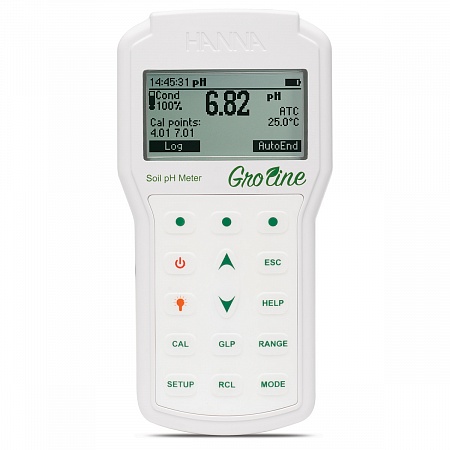 HANNA
14:45:31 pH
Cond
100%
6.82 pH
ATC
25.0°C
Cal points:
4.01 7.01
Log AutoEnd
Soil pH Meter GroLine
ESC
HELP
CAL GLP RANGE
SETUP RCL MODE